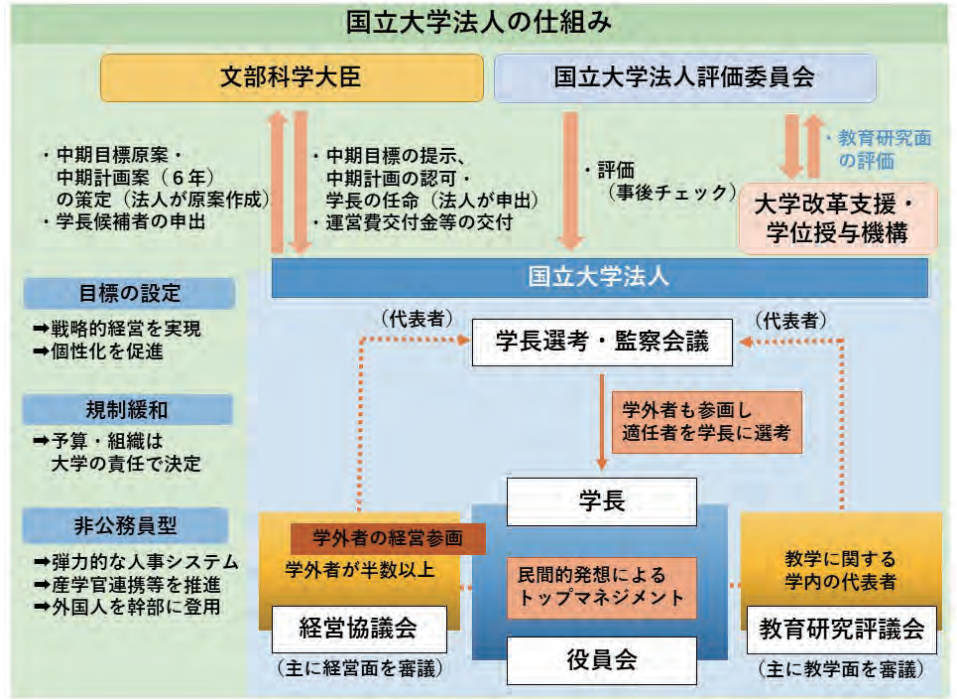 国立大学法人の仕組み
文部科学大臣
国立大学法人評価委員会
・中期目標原案・
中期計画案（６年）
の策定（法人が原案作成）
・学長候補者の申出
・中期目標の提示、
中期計画の認可・
学長の任命（法人が申出）
・運営費交付金等の交付
・評価
（事後チェック）
・教育研究面
の評価
大学改革支援・
学位授与機構
国立大学法人
目標の設定
➡戦略的経営を実現
➡個性化を促進
規制緩和
➡予算・組織は
大学の責任で決定
非公務員型
➡弾力的な人事システム
➡産学官連携等を推進
➡外国人を幹部に登用
（代表者）
学長選考・監察会議
（代表者）
学外者も参画し
適任者を学長に選考
学長
学外者の経営参画
学外者が半数以上
経営協議会
（主に経営面を審議）
民間的発想による
トップマネジメント
役員会
教学に関する
学内の代表者
教育研究評議会
（主に教学面を審議）